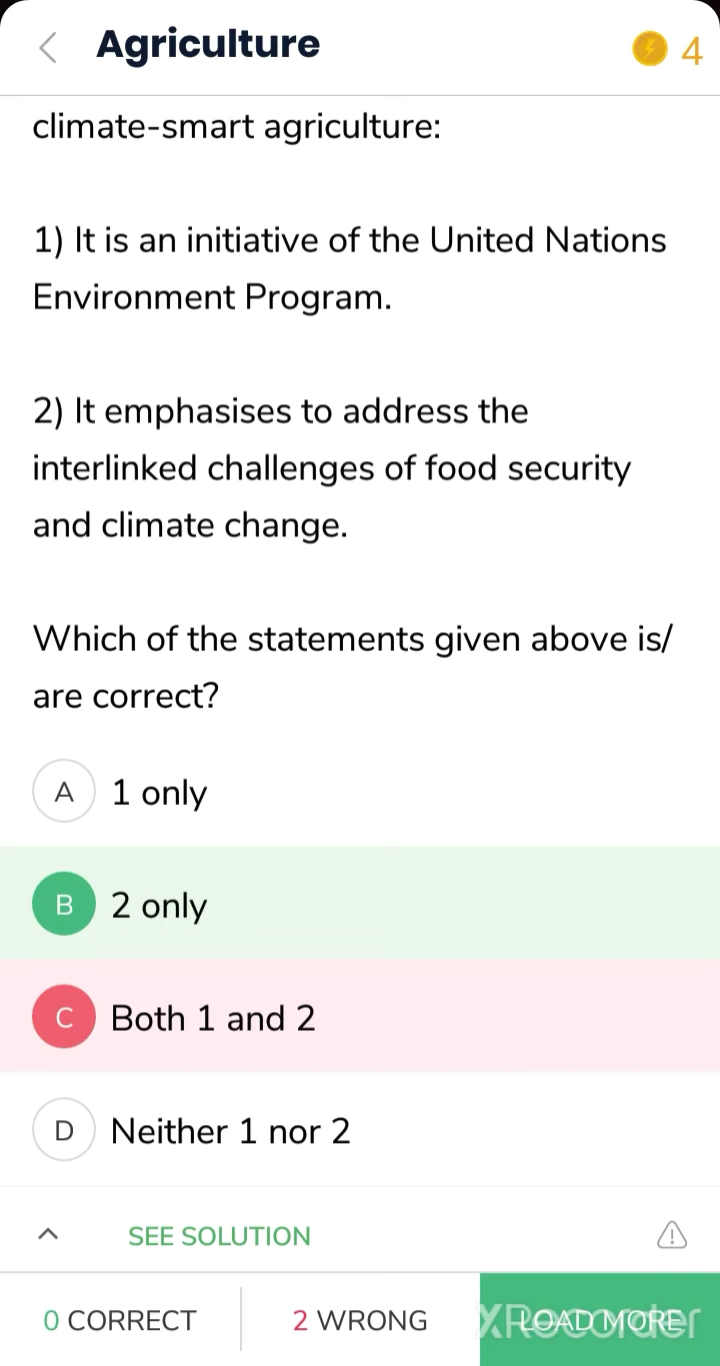 Agriculture
4
climate-smart agriculture:
1) It is an initiative of the United Nations
Environment Program.
2) It emphasises to address the
interlinked challenges of food security
and climate change.
Which of the statements given above is/
are correct?
A 1 only
B 2 only
C Both 1 and 2
D Neither 1 nor 2
SEE SOLUTION
0 CORRECT
2 WRONG
LOAD MORE
XRecorder